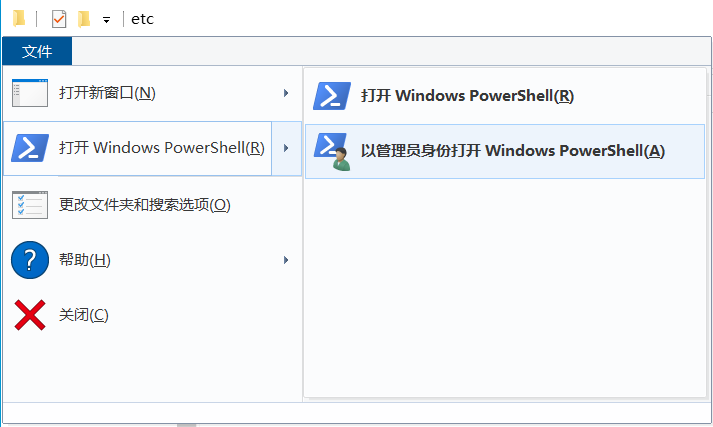 etc
文件
打开新窗口(N)
打开 Windows PowerShell(R)
更改文件夹和搜索选项(O)
帮助(H)
关闭(C)
打开 Windows PowerShell(R)
以管理员身份打开 Windows PowerShell(A)